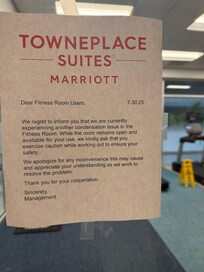 TOWNEPLACE
SUITES®
MARRIOTT
Dear Fitness Room Users, 7.30.25
We regret to inform you that we are currently
experiencing another condensation issue in the
Fitness Room. While the room remains open and
available for your use, we kindly ask that you
exercise caution while working out to ensure your
safety.
We apologize for any inconvenience this may cause
and appreciate your understanding as we work to
resolve the problem.
Thank you for your cooperation.
Sincerely,
Management